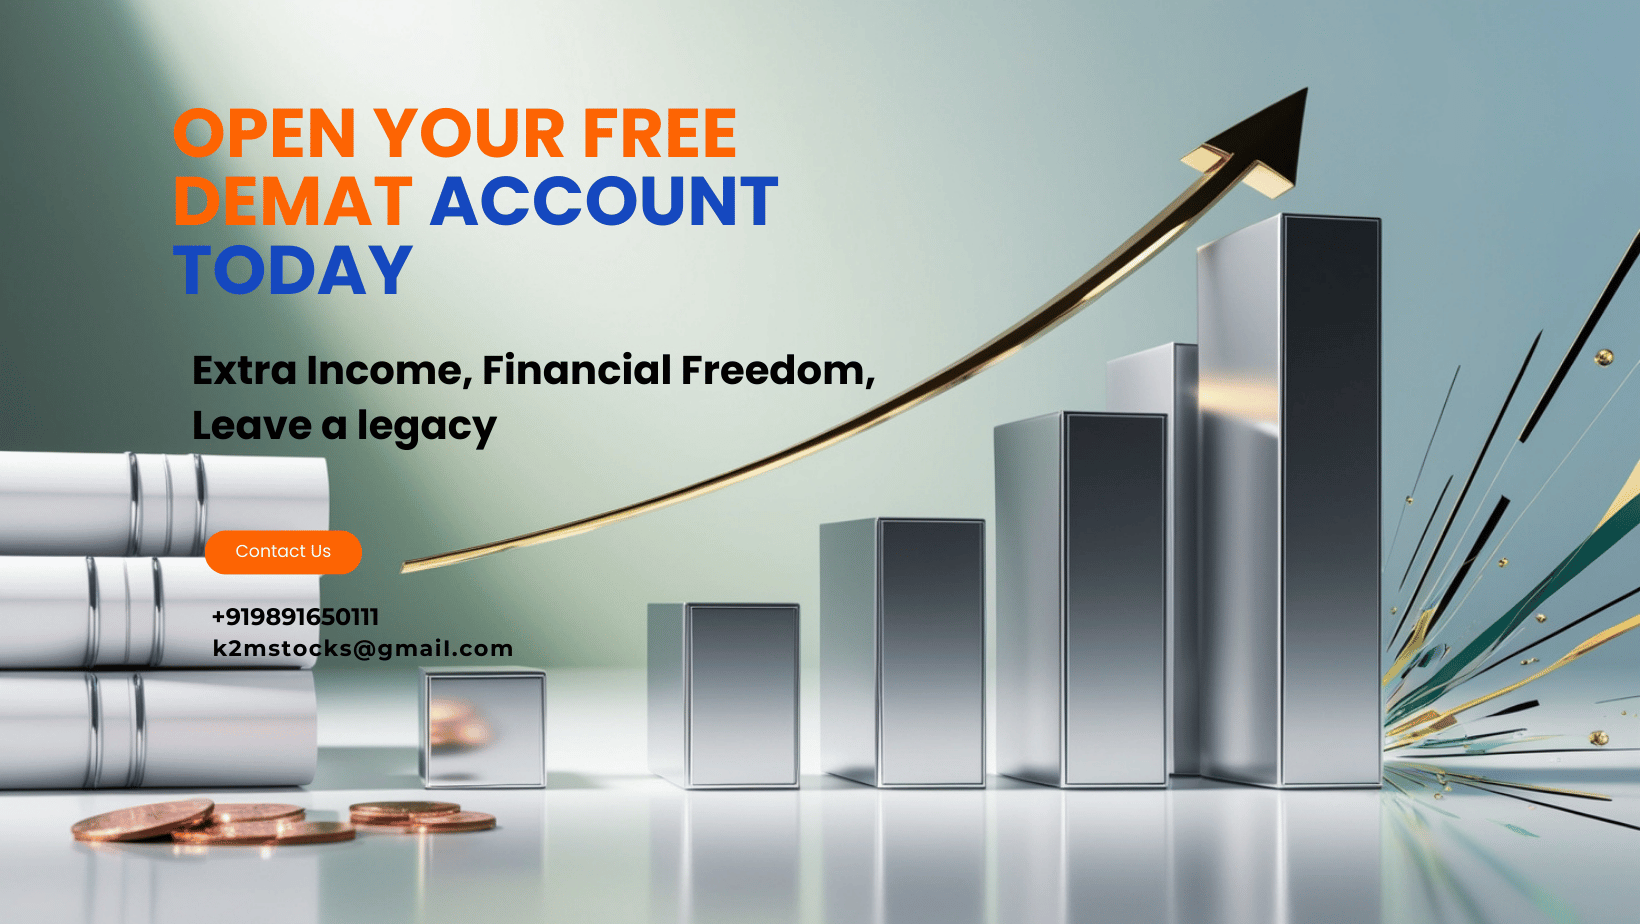 OPEN YOUR FREE
DEMAT ACCOUNT
TODAY
Extra Income, Financial Freedom,
Leave a legacy
Contact Us
+919891650111
k2mstocks@gmail.com